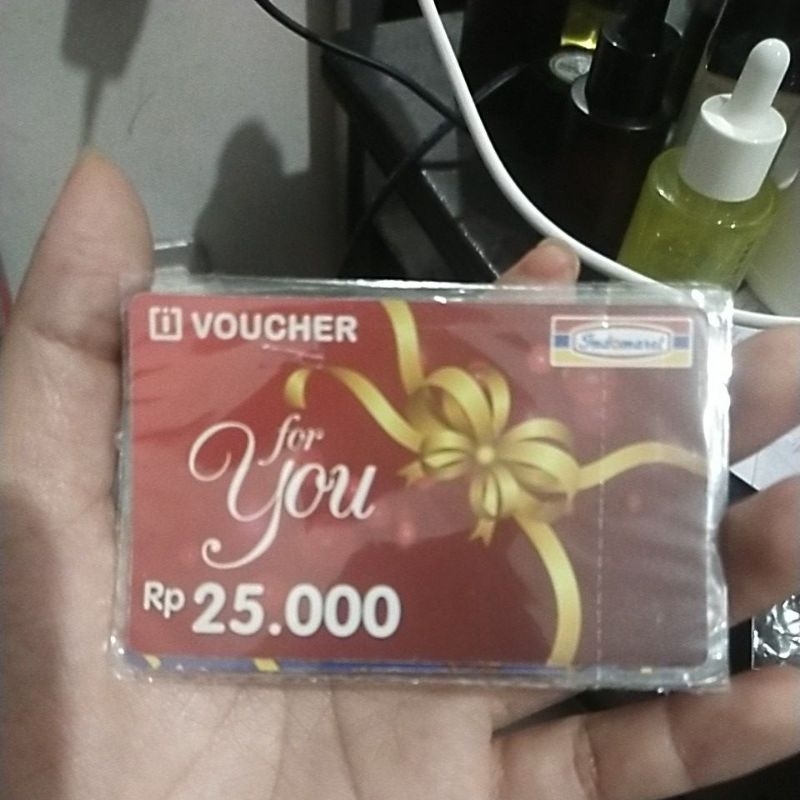 [i] VOUCHER
Indomaret
for
You
Rp 25.000